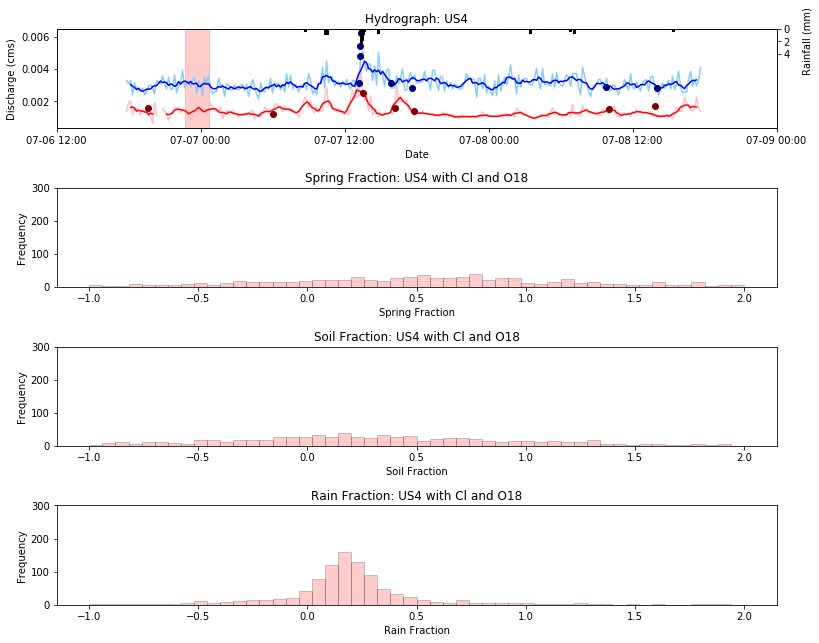 Hydrograph: US4
0.006
0.004
0.002
Discharge (cms)
0
2
4
Rainfall (mm)
07-06 12:00 07-07 00:00 07-07 12:00 07-08 00:00 07-08 12:00 07-09 00:00
Date
Spring Fraction: US4 with Cl and O18
300
200
100
0
Frequency
−1.0 −0.5 0.0 0.5 1.0 1.5 2.0
Spring Fraction
Soil Fraction: US4 with Cl and O18
300
200
100
0
Frequency
−1.0 −0.5 0.0 0.5 1.0 1.5 2.0
Soil Fraction
Rain Fraction: US4 with Cl and O18
300
200
100
0
Frequency
−1.0 −0.5 0.0 0.5 1.0 1.5 2.0
Rain Fraction